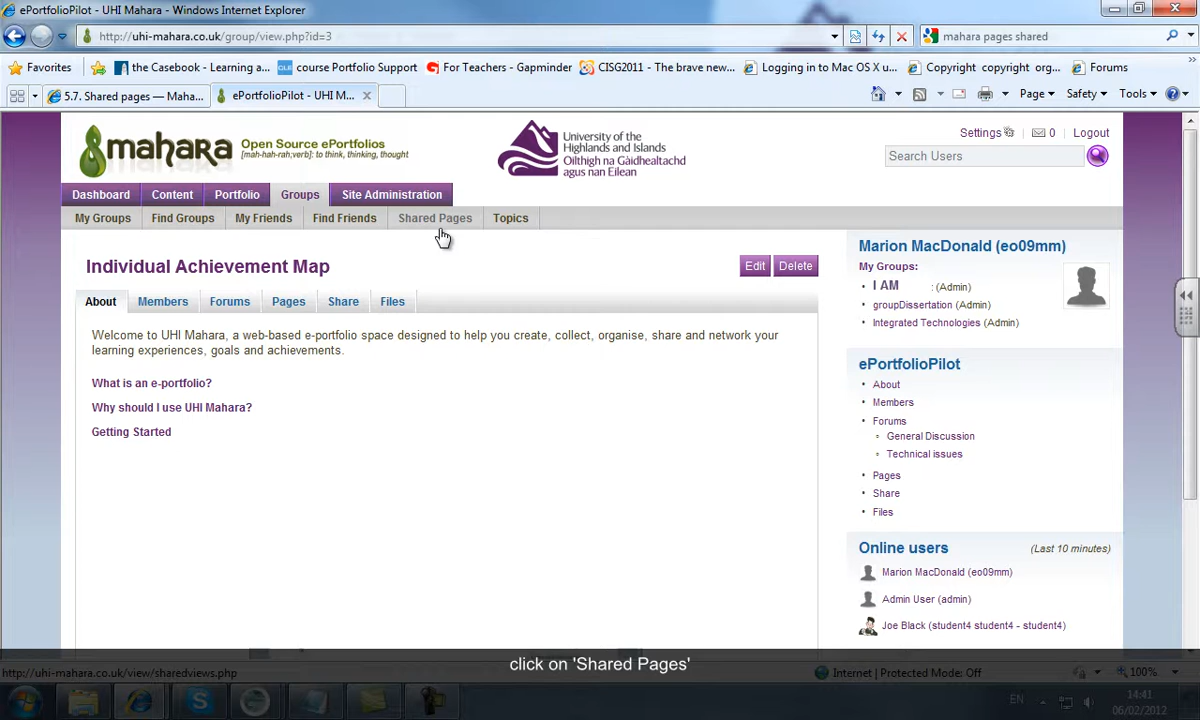 ePortfolioPilot - UHI Mahara - Windows Internet Explorer
http://uhi-mahara.co.uk/group/view.php?id=3
mahara pages shared
Favorites
the Casebook - Learning a...
course Portfolio Support
For Teachers - Gapminder
CISG2011 - The brave new...
Logging in to Mac OS X u...
Copyright copyright org...
Forums
5.7. Shared pages — Maha...
ePortfolioPilot - UHI M...
Page
Safety
Tools
mahara
Open Source ePortfolios
[mah-hah-rah; verb]: to think, thinking, thought
University of the
Highlands and Islands
Oilthigh na Gàidhealtachd
agus nan Eilean
Settings
0
Logout
Search Users
Dashboard
Content
Portfolio
Groups
Site Administration
My Groups
Find Groups
My Friends
Find Friends
Shared Pages
Topics
Individual Achievement Map
Edit
Delete
About
Members
Forums
Pages
Share
Files
Welcome to UHI Mahara, a web-based e-portfolio space designed to help you create, collect, organise, share and network your
learning experiences, goals and achievements.
What is an e-portfolio?
Why should I use UHI Mahara?
Getting Started
Marion MacDonald (eo09mm)
My Groups:
I AM : (Admin)
groupDissertation (Admin)
Integrated Technologies (Admin)
ePortfolioPilot
About
Members
Forums
General Discussion
Technical issues
Pages
Share
Files
Online users
(Last 10 minutes)
Marion MacDonald (eo09mm)
Admin User (admin)
Joe Black (student4 student4 - student4)
click on 'Shared Pages'
http://uhi-mahara.co.uk/view/sharedviews.php
Internet | Protected Mode: Off
100%
EN
14:41
06/02/2012